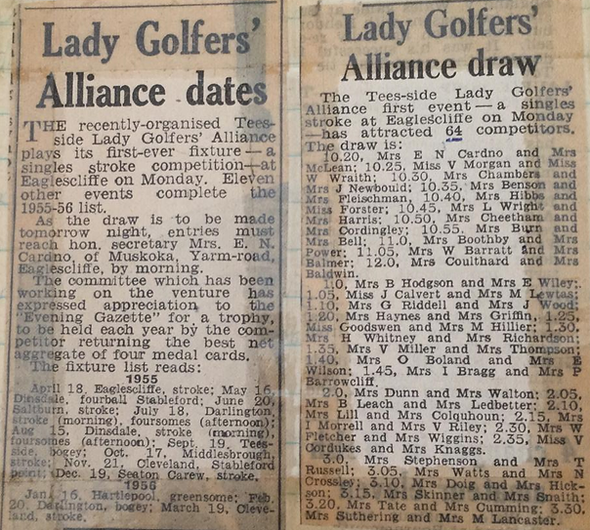 Lady Golfers'
Alliance dates
THE recently-organised Tees-
side Lady Golfers' Alliance
plays its first-ever fixture — a
singles stroke competition—at
Eaglescliffe on Monday. Eleven
other events complete the
1955-56 list.
As the draw is to be made
tomorrow night, entries must
reach hon. secretary Mrs. E. N.
Cardno, of Muskoka, Yarm-road,
Eaglescliffe, by morning.
The committee which has been
working on the venture has
expressed appreciation to the
"Evening Gazette" for a trophy,
to be held each year by the com-
petitor returning the best net
aggregate of four medal cards.
The fixture list reads:
1955
April 18, Eaglescliffe, stroke; May 16,
Dinsdale, fourball Stableford; June 20,
Saltburn, stroke; July 18, Darlington,
stroke (morning), foursomes (afternoon);
Aug 15, Dinsdale, stroke (morning),
foursomes (afternoon); Sept. 19, Tees-
side, bogey; Oct. 17, Middlesbrough,
stroke; Nov. 21, Cleveland, Stableford
point; Dec. 19, Seaton Carew, stroke.
1956
Jan. 16, Hartlepool, greensome; Feb.
20, Darlington, bogey; March 19, Cleve-
land, stroke.
Lady Golfers'
Alliance draw
The Tees-side Lady Golfers'
Alliance first event — a singles
stroke at Eaglescliffe on Monday
—has attracted 64 competitors.
The draw is:
10.20, Mrs E N Cardno and Mrs
McLean; 10.25, Miss V Morgan and Miss
W Wraith; 10.30, Mrs Chambers and
Mrs J Newbould; 10.35, Mrs Benson and
Mrs Fleischman, 10.40, Mrs Hibbs and
Miss Forster; 10.45, Mrs L Wright and
Mrs Harris; 10.50, Mrs Cheetham and
Mrs Cordingley; 10.55. Mrs Burn and
Mrs Bell; 11.0, Mrs Boothby and Mrs
Power; 11.05, Mrs W Barratt and Mrs
Balmer; 12.0, Mrs Coulthard and Mrs
Baldwin.
1.0, Mrs B Hodgson and Mrs E Wiley;
1.05, Miss J Calvert and Mrs M Lewtas;
1.10; Mrs G Riddell and Mrs J Wood;
1.20, Mrs Haynes and Mrs Griffin, 1.25,
Miss Goodswen and Mrs M Hillier; 1.30,
Mrs H Whitney and Mrs Richardson;
1.35, Mrs V Miller and Mrs Thompson;
1.40, Mrs O Boland and Mrs E
Wilson; 1.45, Mrs I Bragg and Mrs P
Barrowcliff.
2.0, Mrs Dunn and Mrs Walton; 2.05,
Mrs B Leach and Mrs Ledbetter; 2.10,
Mrs Lill and Mrs Colquhoun; 2.15, Mrs
I Morrell and Mrs V Riley; 2.30, Mrs W
Fletcher and Mrs Wiggins; 2.35, Miss V
Cordukes and Mrs Knaggs.
3.0, Mrs Stephenson and Mrs T
Russell; 3.05, Mrs Watts and Mrs N
Crossley; 3.10, Mrs Doig and Mrs Hick-
son; 3.15, Mrs Skinner and Mrs Snaith;
3.20, Mrs Tate and Mrs Cumming; 3.30,
Mrs Suthering and Mrs M Lancaster.